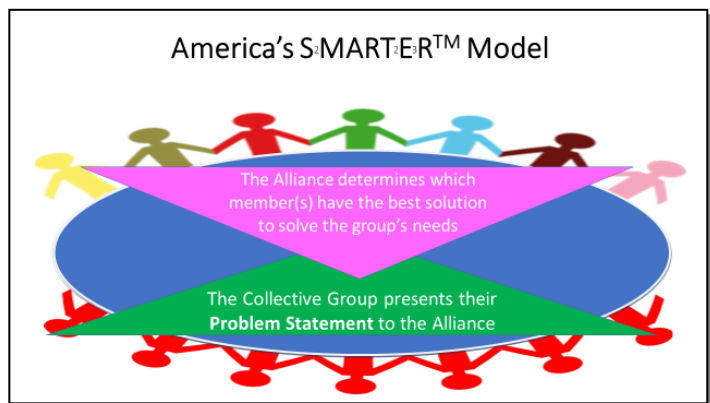 America's S2MART2E3R™ Model
The Alliance determines which
member(s) have the best solution
to solve the group's needs
The Collective Group presents their
Problem Statement to the Alliance